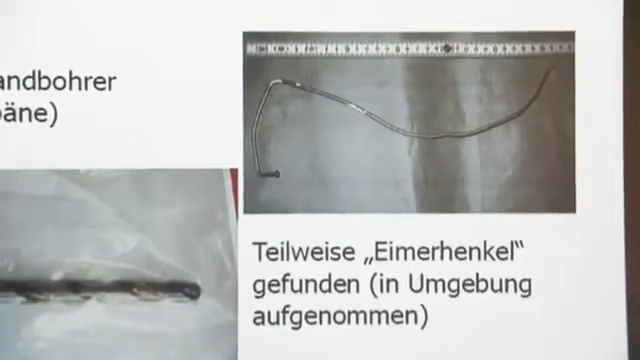 andbohrer
päne)
Teilweise „Eimerhenkel“
gefunden (in Umgebung
aufgenommen)